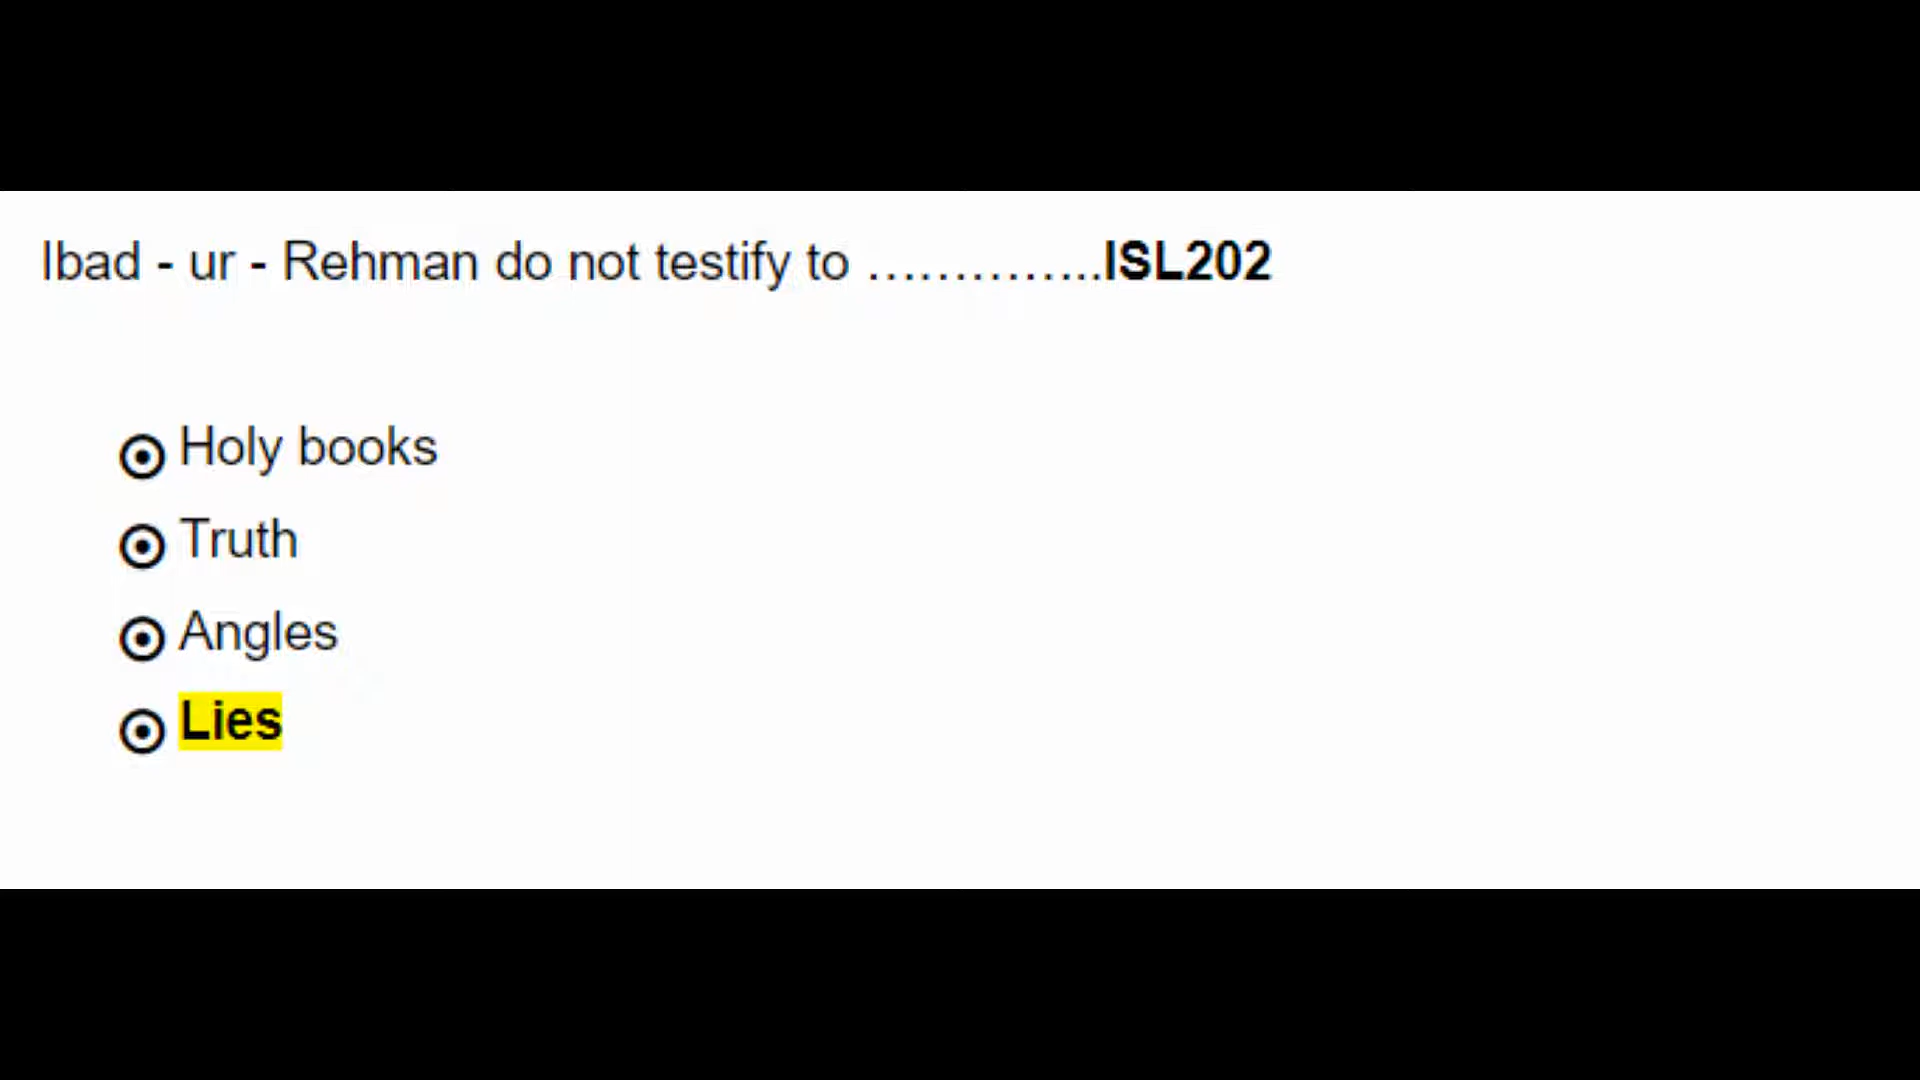 Ibad - ur - Rehman do not testify to …………..ISL202
Holy books
Truth
Angles
Lies